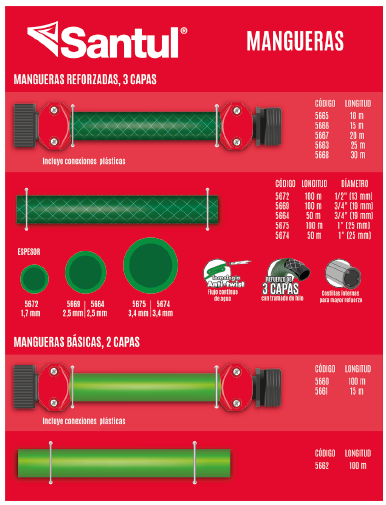 Santul®
MANGUERAS
MANGUERAS REFORZADAS, 3 CAPAS
CÓDIGO LONGITUD
5665 10 m
5666 15 m
5667 20 m
5663 25 m
5668 30 m
Incluye conexiones plásticas
CÓDIGO LONGITUD DIÁMETRO
5672 100 m 1/2" (13 mm)
5669 100 m 3/4" (19 mm)
5664 50 m 3/4" (19 mm)
5675 100 m 1" (25 mm)
5674 50 m 1" (25 mm)
ESPESOR
5672
1,7 mm
5669 | 5664
2,5 mm | 2,5 mm
5675 | 5674
3,4 mm | 3,4 mm
Tecnología
Anti-twist
Flujo continuo
de agua
REFUERZO DE
3 CAPAS
con tramado de hilo
Costillas internas
para mayor refuerzo
MANGUERAS BÁSICAS, 2 CAPAS
CÓDIGO LONGITUD
5660 100 m
5661 15 m
Incluye conexiones plásticas
CÓDIGO LONGITUD
5662 100 m